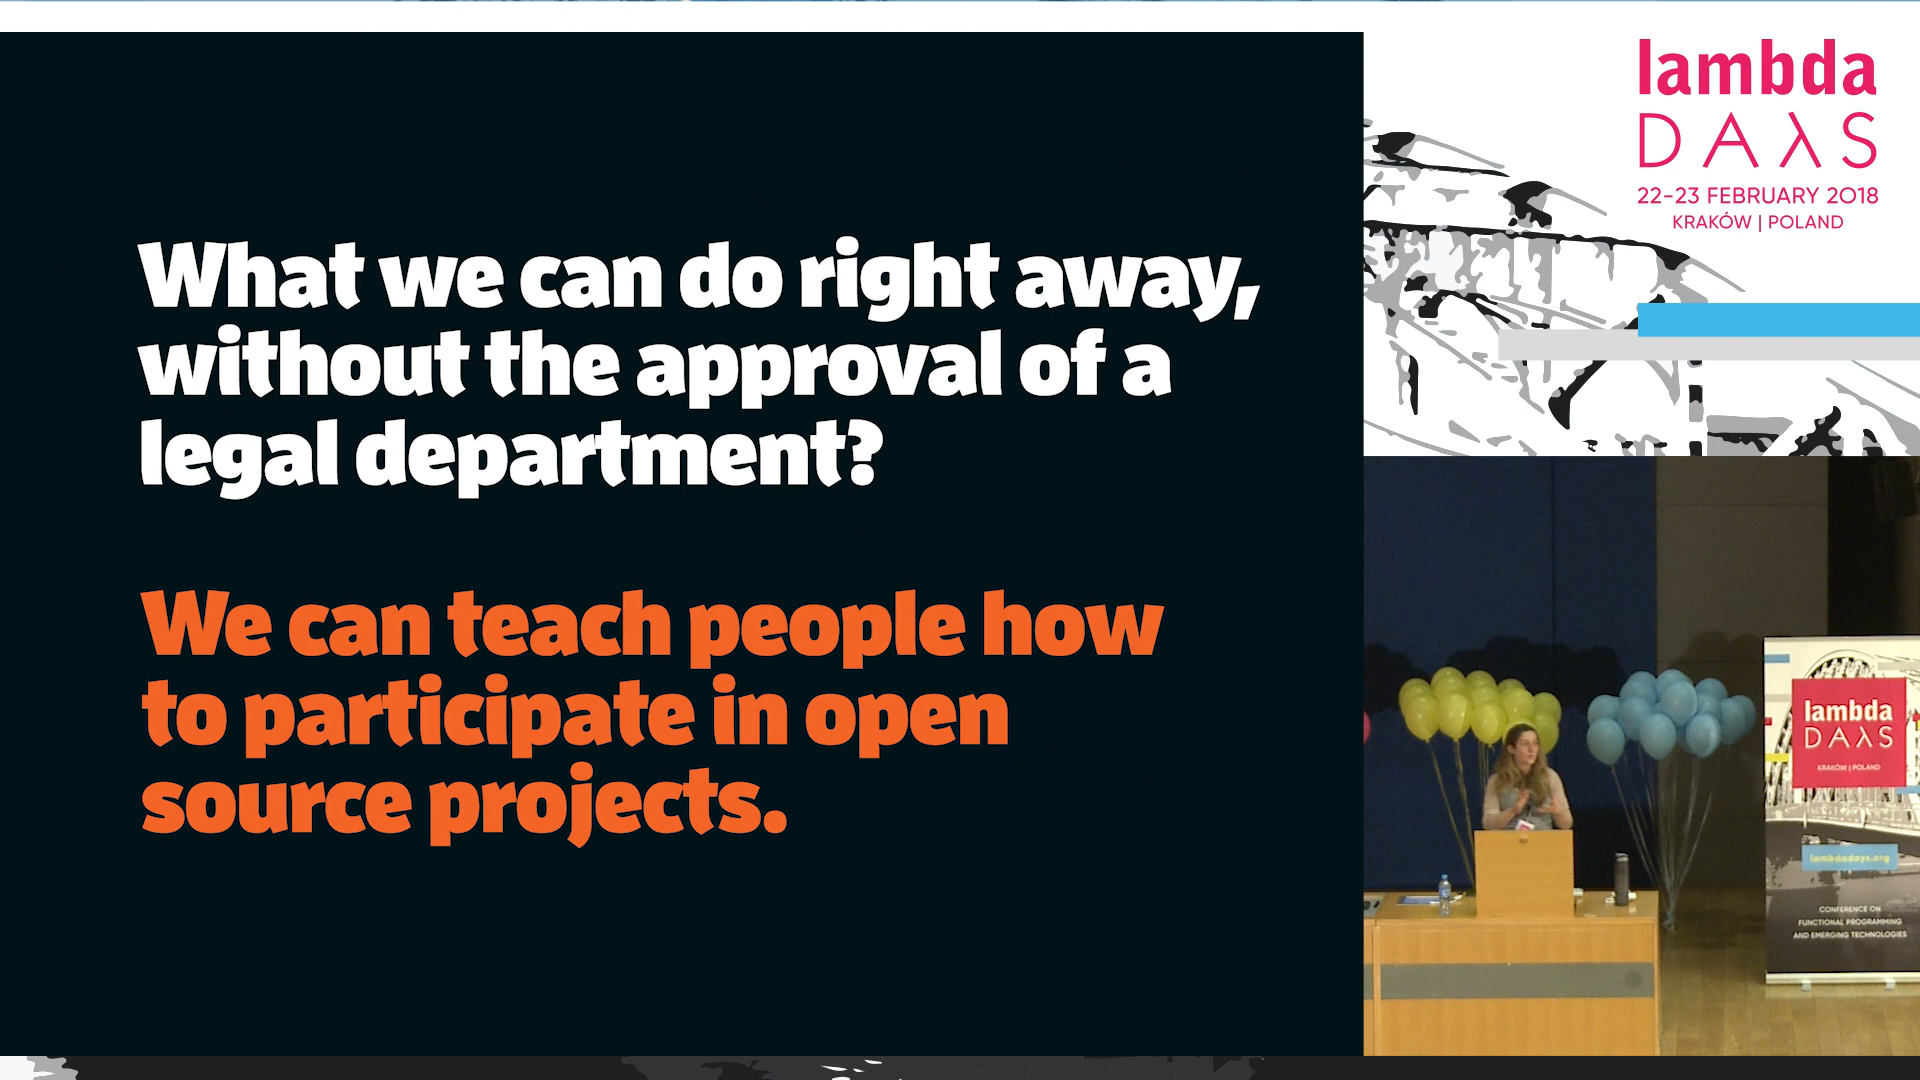 What we can do right away,
without the approval of a
legal department?
We can teach people how
to participate in open
source projects.
lambda
DAλS
22-23 FEBRUARY 2018
KRAKÓW | POLAND
lambda
DAλS
KRAKÓW | POLAND
lambdadays.org
CONFERENCE ON
FUNCTIONAL PROGRAMMING
AND EMERGING TECHNOLOGIES